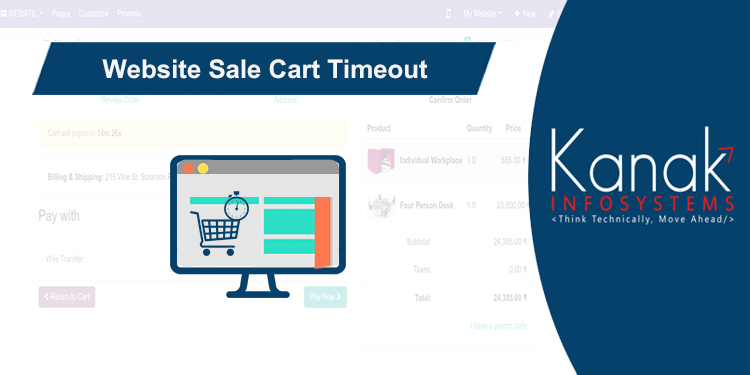 WEBSITE Pages Customize Promote My Website + New
Website Sale Cart Timeout
Review Order Address Confirm Order
Cart will expire in 14m 26s
Billing & Shipping: 215 Vine St, Scranton
Pay with
Wire Transfer
Return to Cart
Pay Now
Product Quantity Price
Individual Workplace 1.0 885.00 ₹
Four Person Desk 1.0 23,500.00 ₹
Subtotal: 24,385.00 ₹
Taxes: 0.00 ₹
Total: 24,385.00 ₹
I have a promo code
Kanak
INFOSYSTEMS
<Think Technically, Move Ahead/>